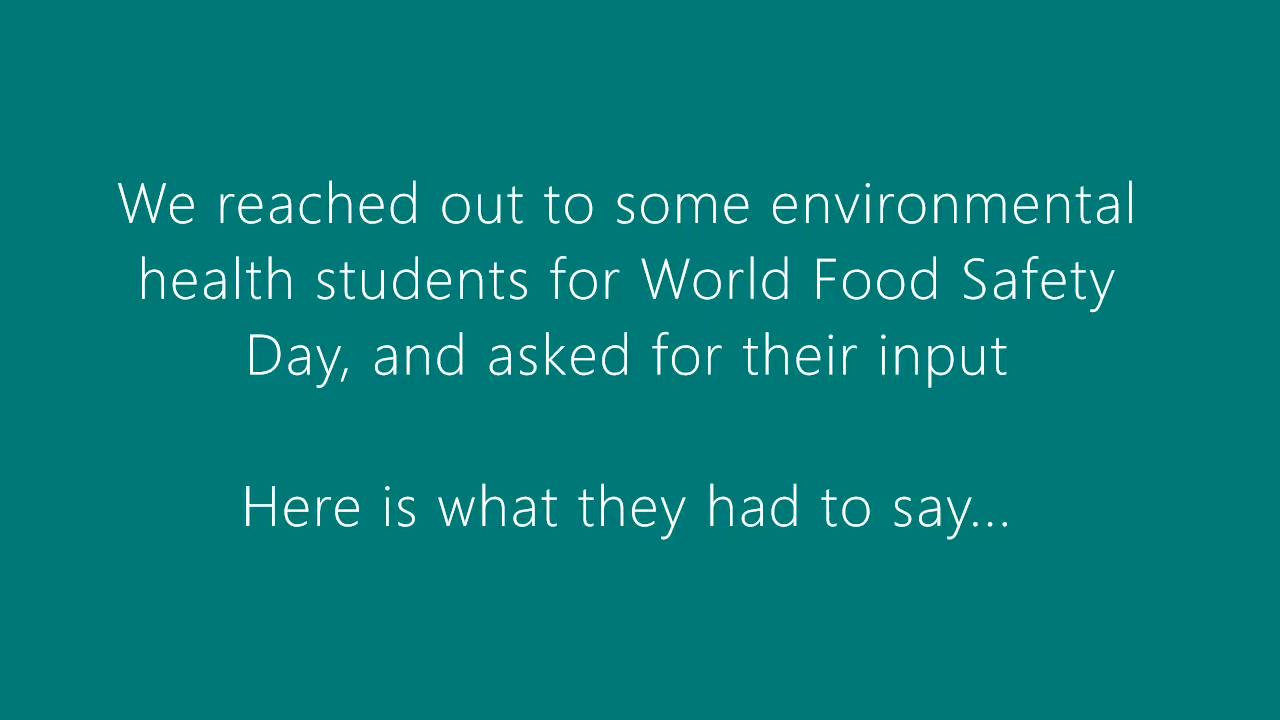 We reached out to some environmental
health students for World Food Safety
Day, and asked for their input
Here is what they had to say...